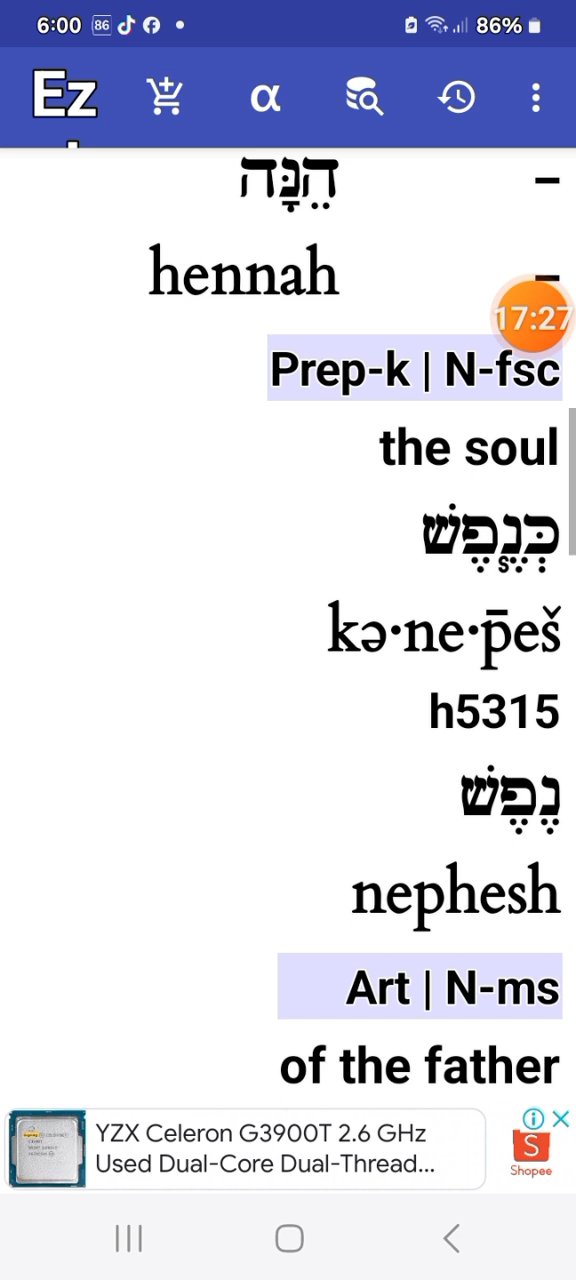 6:00 86 86%
Ez
α
הֵנָּה –
hennah –
17:27
Prep-k | N-fsc
the soul
כְּנֶ֧פֶשׁ
kə·ne·p̄eš
h5315
נֶפֶשׁ
nephesh
Art | N-ms
of the father
YZX Celeron G3900T 2.6 GHz
Used Dual-Core Dual-Thread...
Shopee